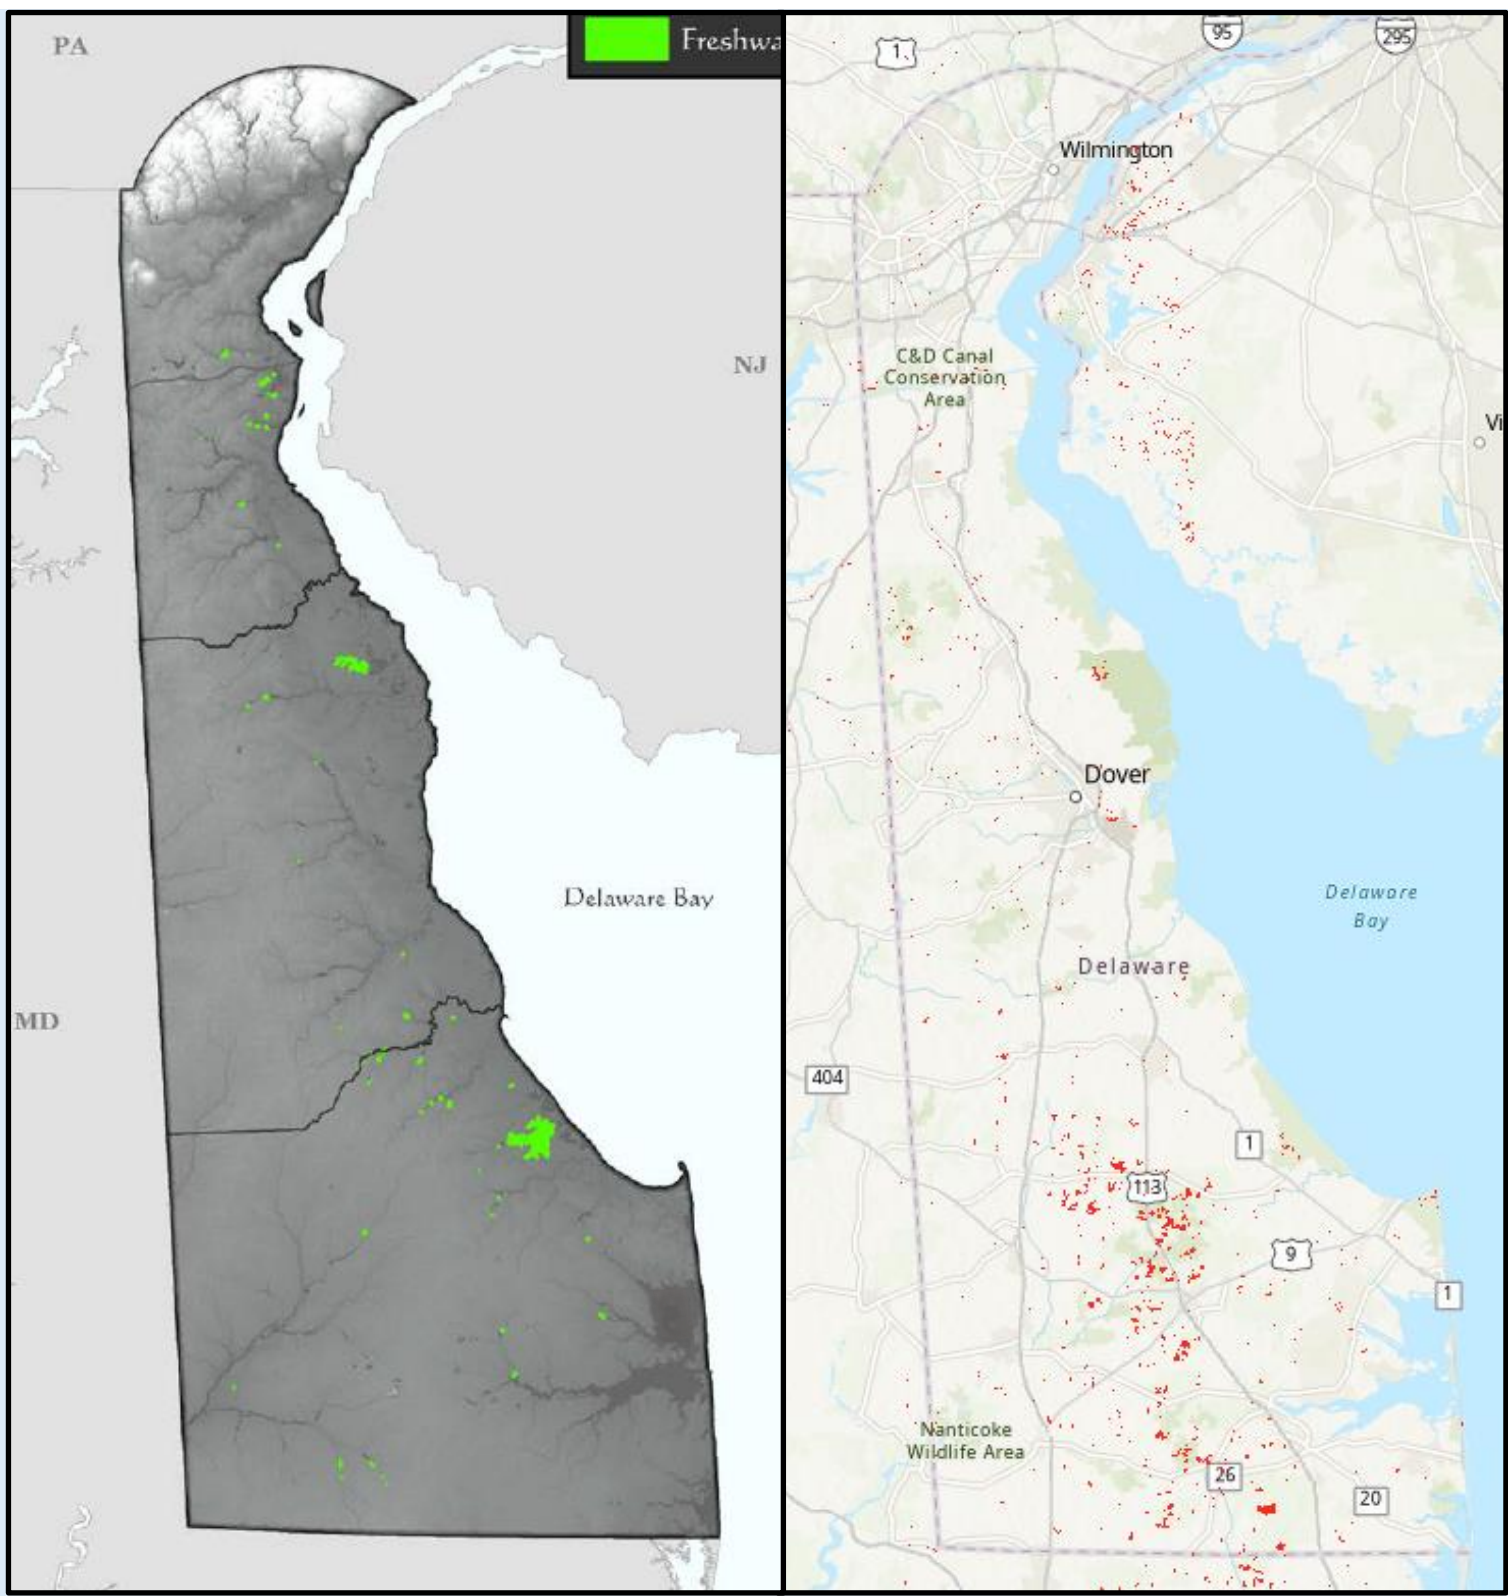 PA
Freshwa
NJ
Delaware Bay
MD
1
95
295
Wilmington
C&D Canal
Conservation
Area
Vi
Dover
Delaware
Bay
Delaware
404
1
113
9
1
Nanticoke
Wildlife Area
26
20